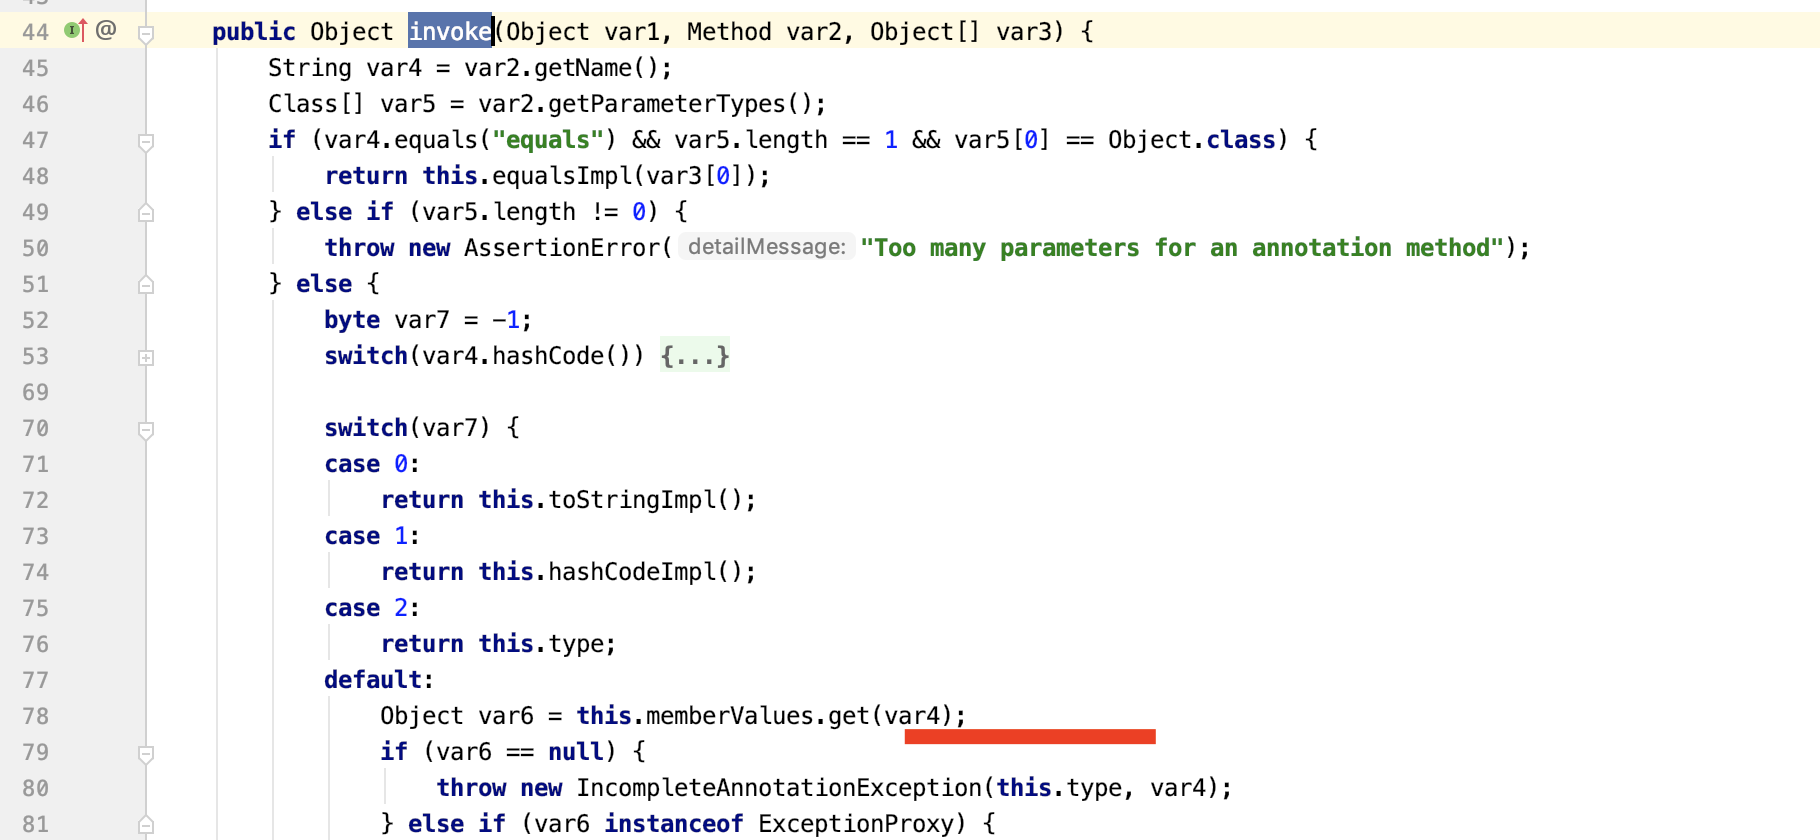 44 @ public Object invoke(Object var1, Method var2, Object[] var3) {
45 String var4 = var2.getName();
46 Class[] var5 = var2.getParameterTypes();
47 if (var4.equals("equals") && var5.length == 1 && var5[0] == Object.class) {
48 return this.equalsImpl(var3[0]);
49 } else if (var5.length != 0) {
50 throw new AssertionError( detailMessage: "Too many parameters for an annotation method");
51 } else {
52 byte var7 = -1;
53 switch(var4.hashCode()) {...}
69
70 switch(var7) {
71 case 0:
72 return this.toStringImpl();
73 case 1:
74 return this.hashCodeImpl();
75 case 2:
76 return this.type;
77 default:
78 Object var6 = this.memberValues.get(var4);
79 if (var6 == null) {
80 throw new IncompleteAnnotationException(this.type, var4);
81 } else if (var6 instanceof ExceptionProxy) {